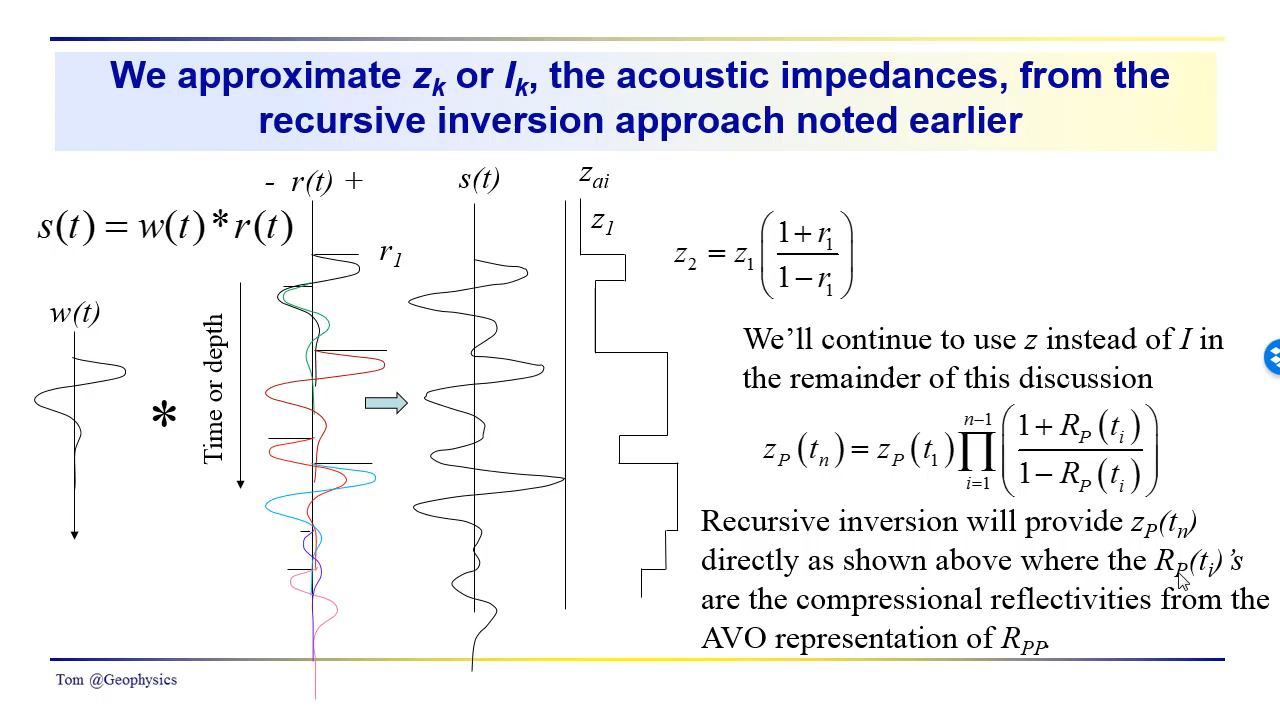 We approximate zk or Ik, the acoustic impedances, from the
recursive inversion approach noted earlier
- r(t) +
s(t)
zai
s(t) = w(t) * r(t)
r1
z1
z2 = z1 ( 1 + r1 / 1 − r1 )
w(t)
Time or depth
*
We’ll continue to use z instead of I in
the remainder of this discussion
zP(tn) = zP(t1) ∏ i=1 n−1 ( 1 + RP(ti) / 1 − RP(ti) )
Recursive inversion will provide zP(tn)
directly as shown above where the RP(ti)’s
are the compressional reflectivities from the
AVO representation of RPP.
Tom @Geophysics